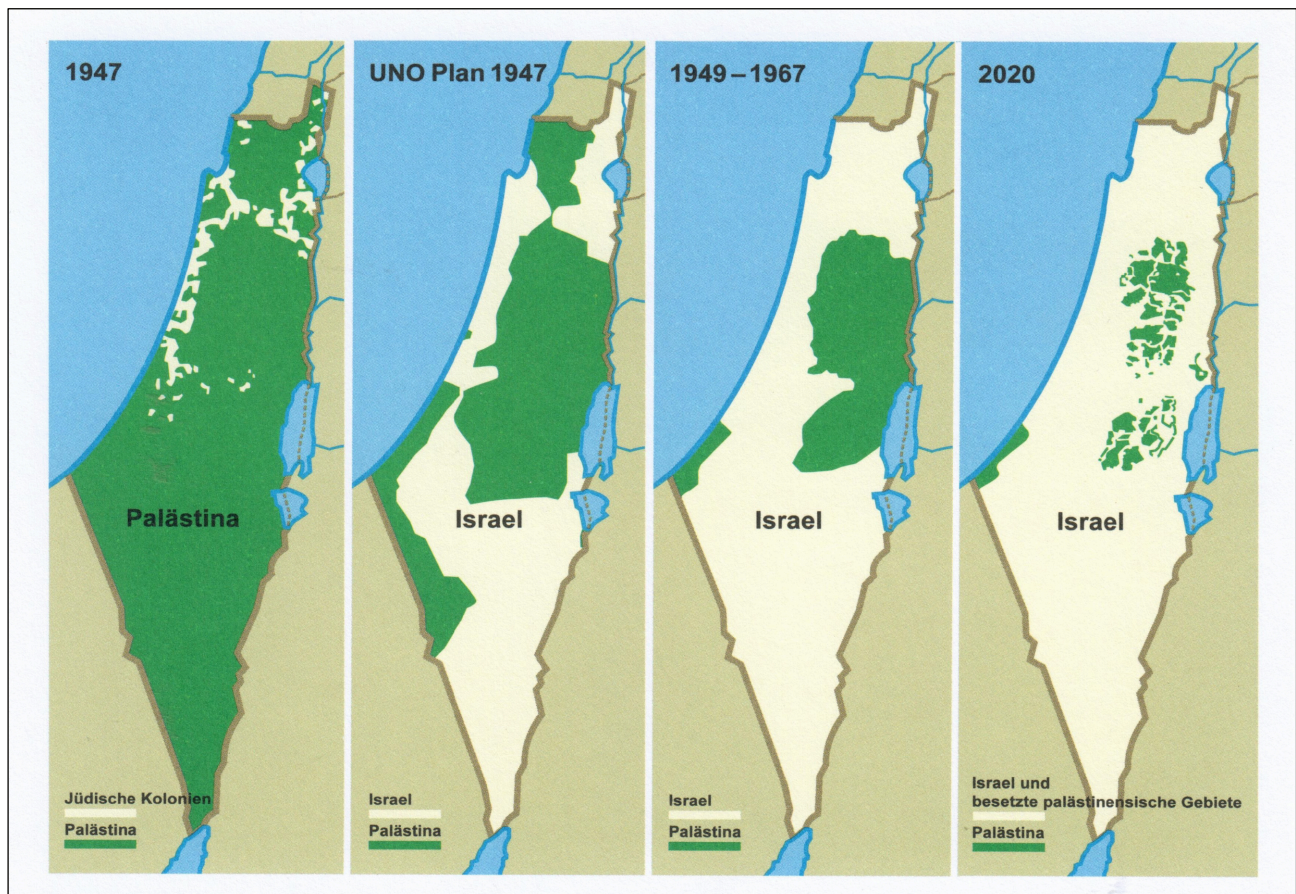 1947
Palästina
Jüdische Kolonien
Palästina
UNO Plan 1947
Israel
Israel
Palästina
1949 – 1967
Israel
Israel
Palästina
2020
Israel
Israel und
besetzte palästinensische Gebiete
Palästina